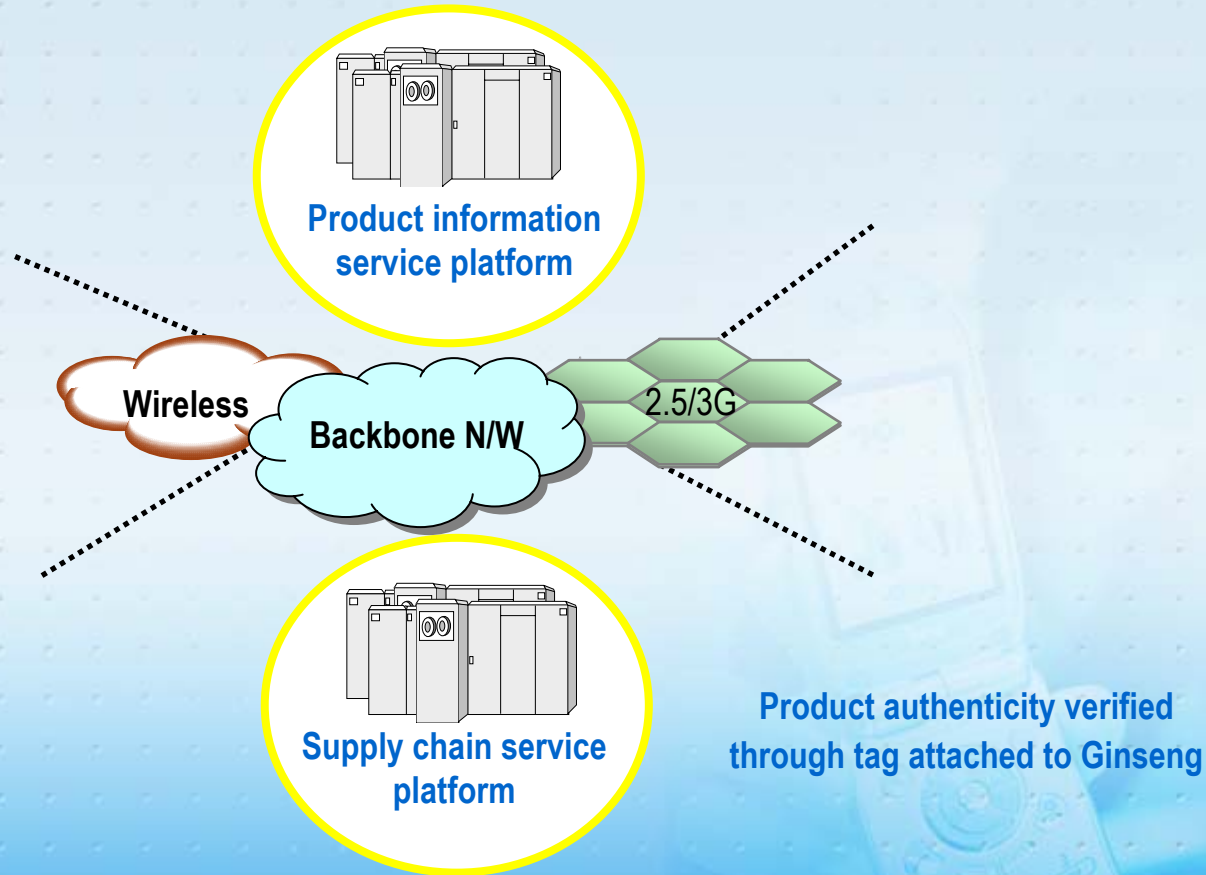 Product information
service platform
Wireless
Backbone N/W
2.5/3G
Supply chain service
platform
Product authenticity verified
through tag attached to Ginseng